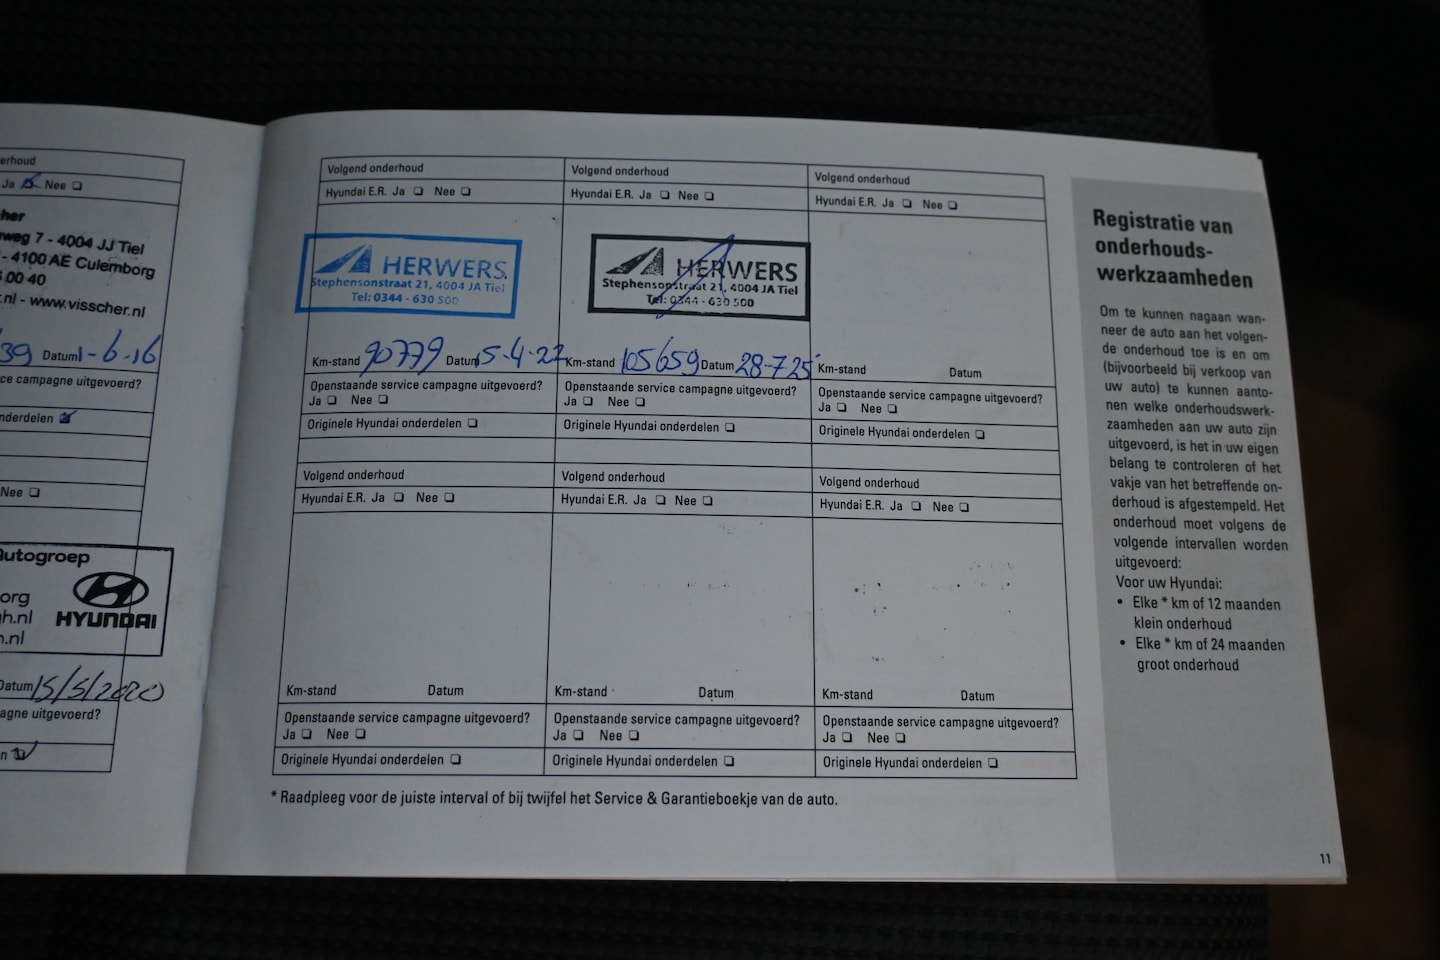 erhoud
Ja Nee
her
weg 7 - 4004 JJ Tiel
- 4100 AE Culemborg
00 40
.nl - www.visscher.nl
39 Datum 1-6-16
ce campagne uitgevoerd?
nderdelen
Nee
Autogroep
org
gh.nl
n.nl
HYUNDAI
Datum 15/5/2020
agne uitgevoerd?
n
Volgend onderhoud
Hyundai E.R. Ja Nee
HERWERS
Stephensonstraat 21, 4004 JA Tiel
Tel: 0344 - 630 500
Km-stand 90779 Datum 15-4-22
Openstaande service campagne uitgevoerd?
Ja Nee
Originele Hyundai onderdelen
Volgend onderhoud
Hyundai E.R. Ja Nee
HERWERS
Stephensonstraat 21, 4004 JA Tiel
Tel: 0344 - 630 500
Km-stand 105659 Datum 28-7-25
Openstaande service campagne uitgevoerd?
Ja Nee
Originele Hyundai onderdelen
Volgend onderhoud
Hyundai E.R. Ja Nee
Km-stand Datum
Openstaande service campagne uitgevoerd?
Ja Nee
Originele Hyundai onderdelen
Volgend onderhoud
Hyundai E.R. Ja Nee
Km-stand Datum
Openstaande service campagne uitgevoerd?
Ja Nee
Originele Hyundai onderdelen
Volgend onderhoud
Hyundai E.R. Ja Nee
Km-stand Datum
Openstaande service campagne uitgevoerd?
Ja Nee
Originele Hyundai onderdelen
Volgend onderhoud
Hyundai E.R. Ja Nee
Km-stand Datum
Openstaande service campagne uitgevoerd?
Ja Nee
Originele Hyundai onderdelen
* Raadpleeg voor de juiste interval of bij twijfel het Service & Garantieboekje van de auto.
Registratie van
onderhouds-
werkzaamheden
Om te kunnen nagaan wan-
neer de auto aan het volgen-
de onderhoud toe is en om
(bijvoorbeeld bij verkoop van
uw auto) te kunnen aanto-
nen welke onderhoudswerk-
zaamheden aan uw auto zijn
uitgevoerd, is het in uw eigen
belang te controleren of het
vakje van het betreffende on-
derhoud is afgestempeld. Het
onderhoud moet volgens de
volgende intervallen worden
uitgevoerd:
Voor uw Hyundai:
• Elke * km of 12 maanden
klein onderhoud
• Elke * km of 24 maanden
groot onderhoud
11